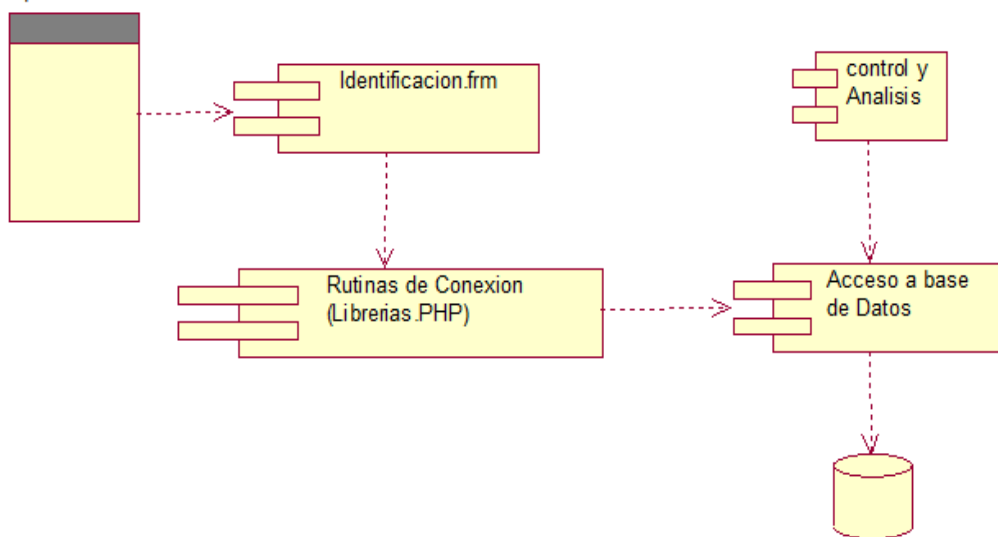 Identificacion.frm
control y
Analisis
Rutinas de Conexion
(Librerias.PHP)
Acceso a base
de Datos